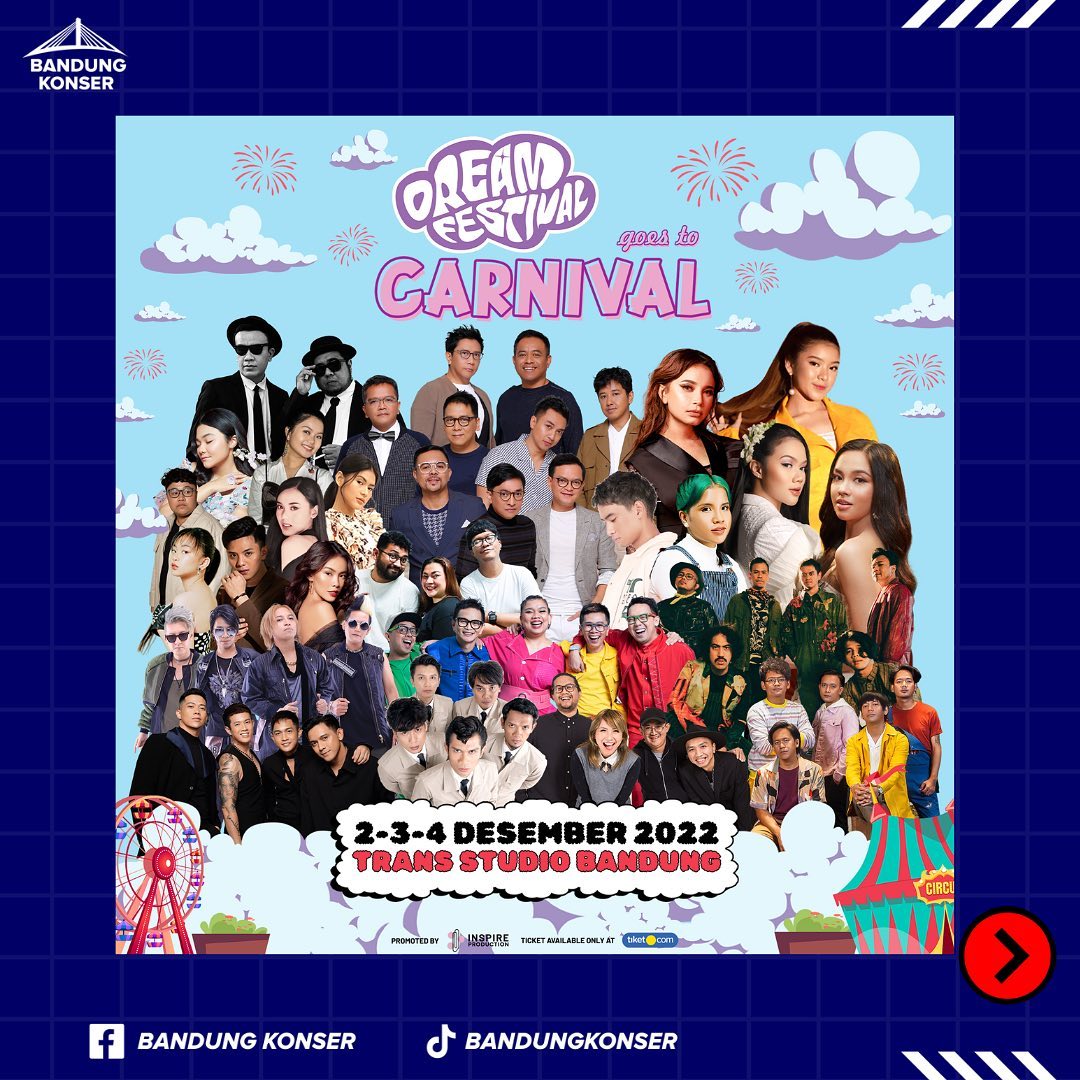 BANDUNG
KONSER
DREAM
FESTIVAL
goes to
CARNIVAL
2-3-4 DESEMBER 2022
TRANS STUDIO BANDUNG
CIRCU
PROMOTED BY INSPIRE PRODUCTION TICKET AVAILABLE ONLY AT tiket.com
BANDUNG KONSER BANDUNGKONSER